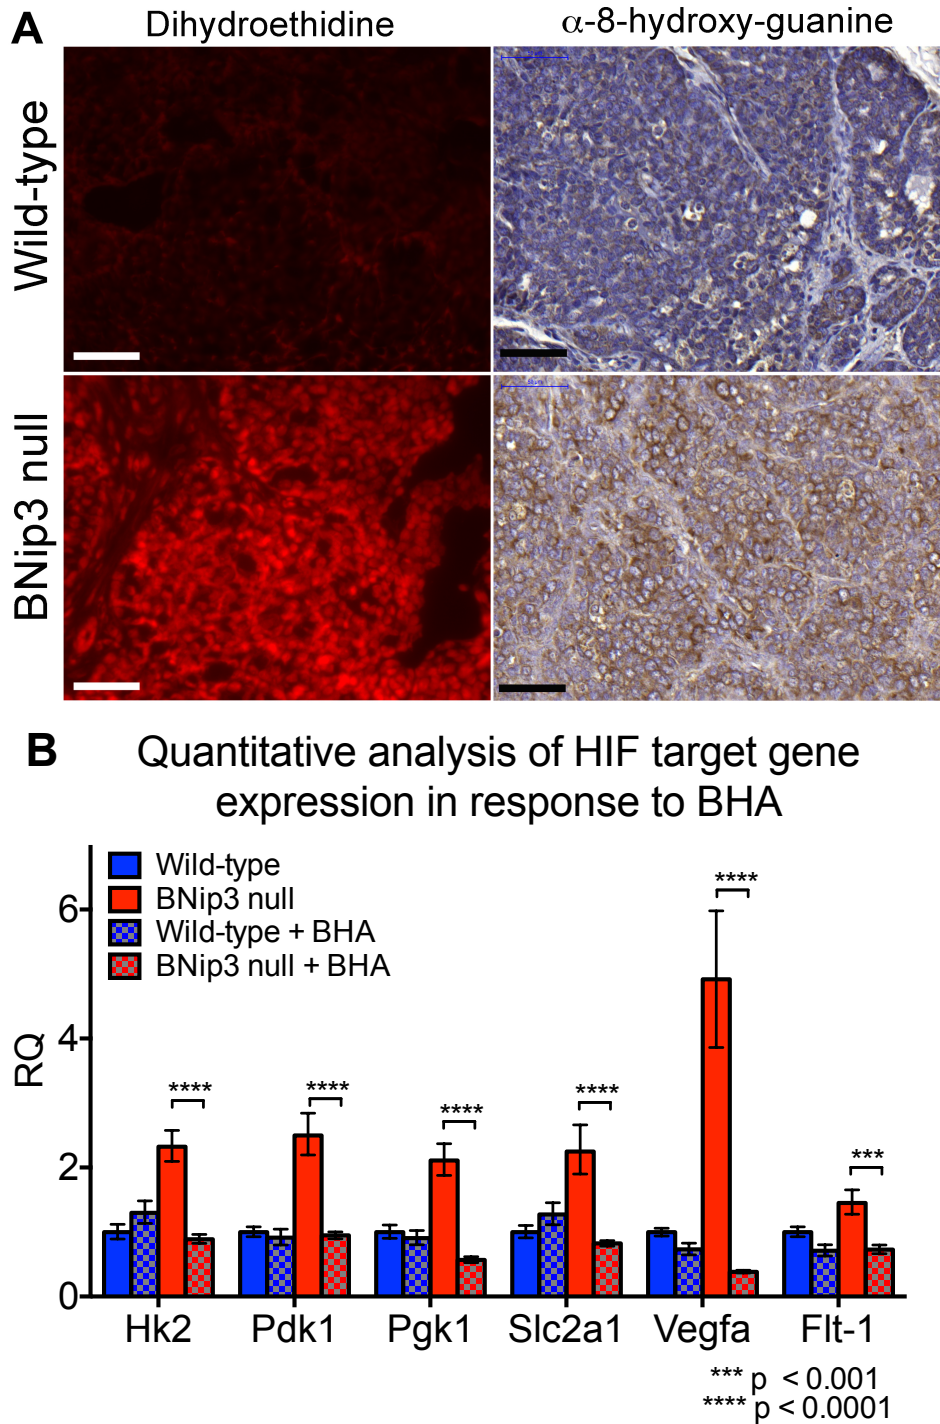 A
Dihydroethidine
α-8-hydroxy-guanine
Wild-type
BNip3 null
B
Quantitative analysis of HIF target gene
expression in response to BHA
Wild-type
BNip3 null
Wild-type + BHA
BNip3 null + BHA
RQ
6
4
2
0
****
****
****
****
****
***
Hk2
Pdk1
Pgk1
Slc2a1
Vegfa
Flt-1
*** p < 0.001
**** p < 0.0001